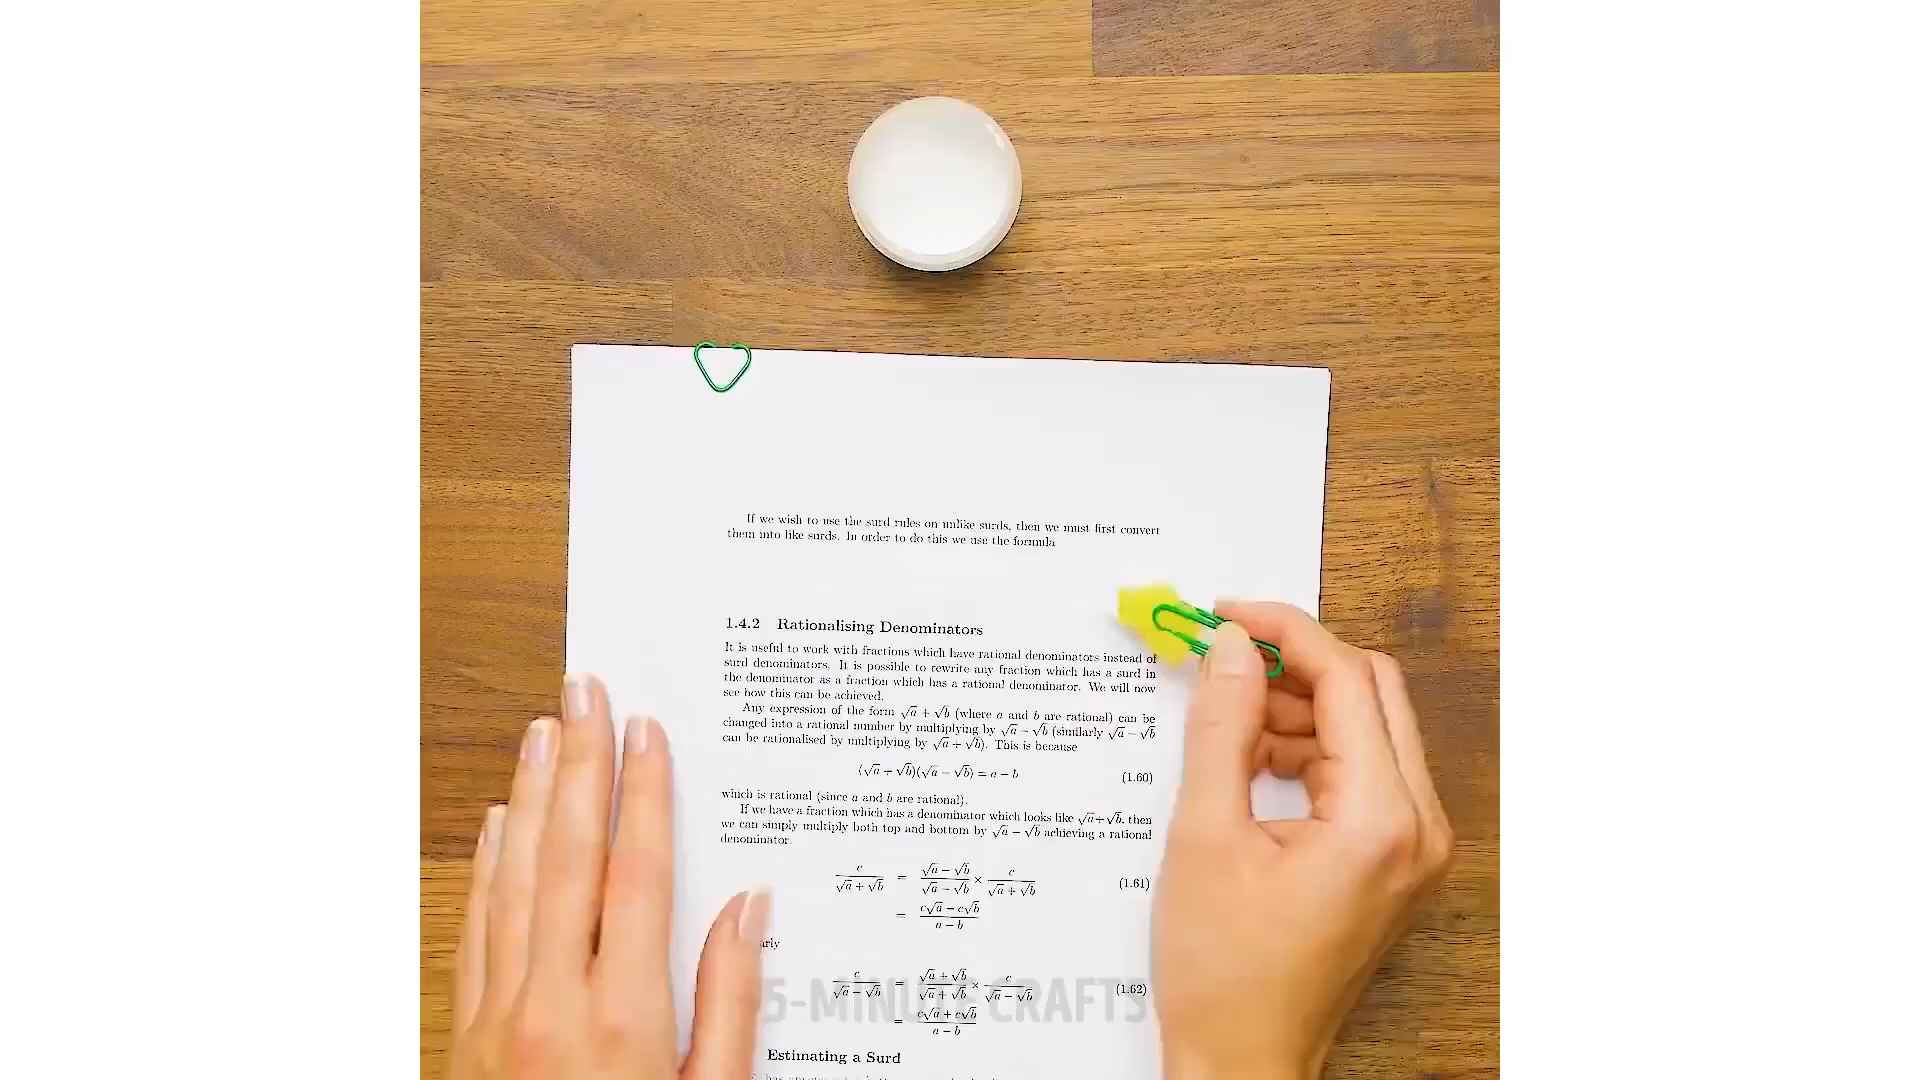 If we wish to use the surd rules on unlike surds, then we must first convert
them into like surds. In order to do this we use the formula
1.4.2 Rationalising Denominators
It is useful to work with fractions which have rational denominators instead of
surd denominators. It is possible to rewrite any fraction which has a surd in
the denominator as a fraction which has a rational denominator. We will now
see how this can be achieved.
Any expression of the form √a + √b (where a and b are rational) can be
changed into a rational number by multiplying by √a − √b (similarly √a − √b
can be rationalised by multiplying by √a + √b). This is because
(√a + √b)(√a − √b) = a − b (1.60)
which is rational (since a and b are rational).
If we have a fraction which has a denominator which looks like √a+√b, then
we can simply multiply both top and bottom by √a − √b achieving a rational
denominator.
c/(√a + √b) = (√a − √b)/(√a − √b) × c/(√a + √b) (1.61)
= (c√a − c√b)/(a − b)
arly
c/(√a − √b) = (√a + √b)/(√a + √b) × c/(√a − √b) (1.62)
= (c√a + c√b)/(a − b)
5-MINUTE CRAFTS
Estimating a Surd